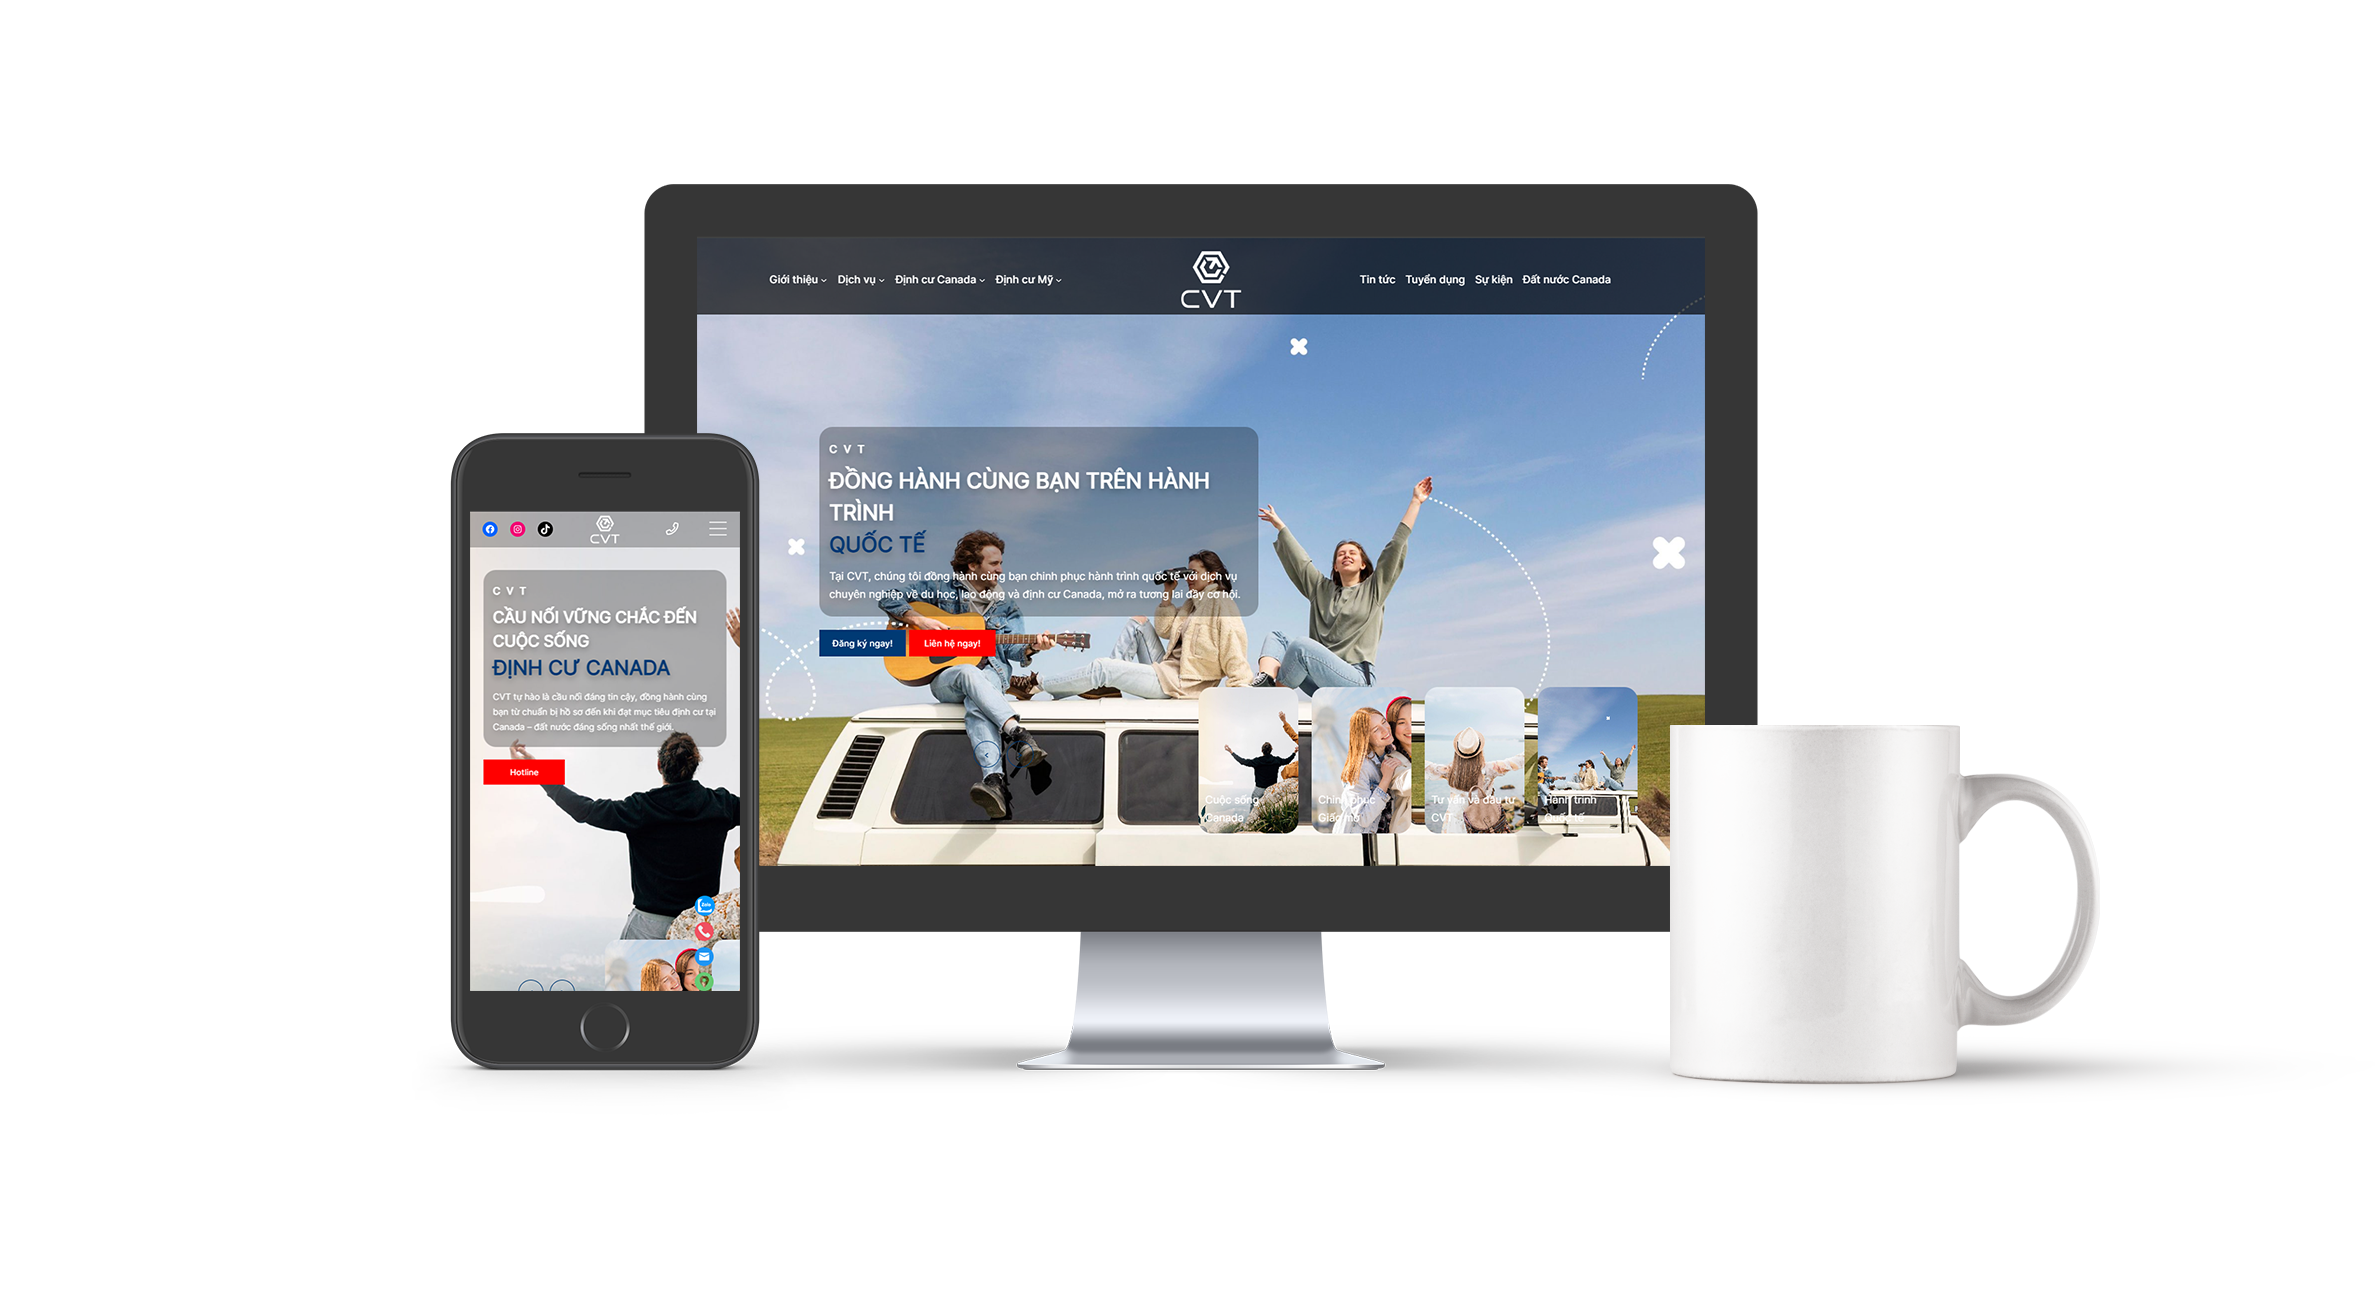 Giới thiệu Dịch vụ Định cư Canada Định cư Mỹ
CVT
Tin tức Tuyển dụng Sự kiện Đất nước Canada
CVT
ĐỒNG HÀNH CÙNG BẠN TRÊN HÀNH
TRÌNH
QUỐC TẾ
Tại CVT, chúng tôi đồng hành cùng bạn chinh phục hành trình quốc tế với dịch vụ
chuyên nghiệp về du học, lao động và định cư Canada, mở ra tương lai đầy cơ hội.
Đăng ký ngay! Liên hệ ngay!
Cuộc sống
Canada
Chinh phục
Giấc mơ
Tư vấn và đầu tư
CVT
Hành trình
Quốc tế
CVT
CVT
CẦU NỐI VỮNG CHẮC ĐẾN
CUỘC SỐNG
ĐỊNH CƯ CANADA
CVT tự hào là cầu nối đáng tin cậy, đồng hành cùng
bạn từ chuẩn bị hồ sơ đến khi đạt mục tiêu định cư tại
Canada – đất nước đáng sống nhất thế giới.
Hotline
Zalo